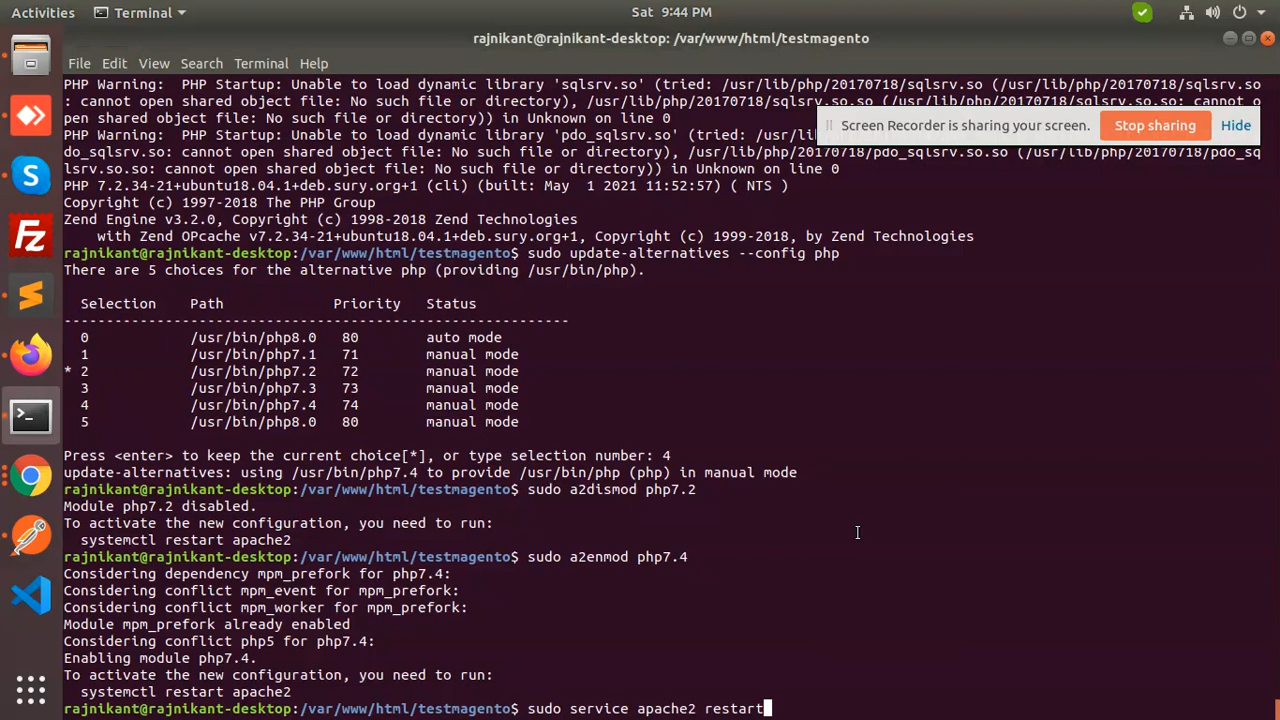 Activities Terminal Sat 9:44 PM
rajnikant@rajnikant-desktop: /var/www/html/testmagento
File Edit View Search Terminal Help
PHP Warning:  PHP Startup: Unable to load dynamic library 'sqlsrv.so' (tried: /usr/lib/php/20170718/sqlsrv.so (/usr/lib/php/20170718/sqlsrv.so
: cannot open shared object file: No such file or directory), /usr/lib/php/20170718/sqlsrv.so.so (/usr/lib/php/20170718/sqlsrv.so.so: cannot o
pen shared object file: No such file or directory)) in Unknown on line 0
Screen Recorder is sharing your screen. Stop sharing Hide
PHP Warning:  PHP Startup: Unable to load dynamic library 'pdo_sqlsrv.so' (tried: /usr/l
do_sqlsrv.so: cannot open shared object file: No such file or directory), /usr/lib/php/20170718/pdo_sqlsrv.so.so (/usr/lib/php/20170718/pdo_sq
lsrv.so.so: cannot open shared object file: No such file or directory)) in Unknown on line 0
PHP 7.2.34-21+ubuntu18.04.1+deb.sury.org+1 (cli) (built: May  1 2021 11:52:57) ( NTS )
Copyright (c) 1997-2018 The PHP Group
Zend Engine v3.2.0, Copyright (c) 1998-2018 Zend Technologies
    with Zend OPcache v7.2.34-21+ubuntu18.04.1+deb.sury.org+1, Copyright (c) 1999-2018, by Zend Technologies
rajnikant@rajnikant-desktop:/var/www/html/testmagento$ sudo update-alternatives --config php
There are 5 choices for the alternative php (providing /usr/bin/php).
  Selection    Path             Priority   Status
------------------------------------------------------------
  0            /usr/bin/php8.0   80        auto mode
  1            /usr/bin/php7.1   71        manual mode
* 2            /usr/bin/php7.2   72        manual mode
  3            /usr/bin/php7.3   73        manual mode
  4            /usr/bin/php7.4   74        manual mode
  5            /usr/bin/php8.0   80        manual mode
Press <enter> to keep the current choice[*], or type selection number: 4
update-alternatives: using /usr/bin/php7.4 to provide /usr/bin/php (php) in manual mode
rajnikant@rajnikant-desktop:/var/www/html/testmagento$ sudo a2dismod php7.2
Module php7.2 disabled.
To activate the new configuration, you need to run:
  systemctl restart apache2
rajnikant@rajnikant-desktop:/var/www/html/testmagento$ sudo a2enmod php7.4
Considering dependency mpm_prefork for php7.4:
Considering conflict mpm_event for mpm_prefork:
Considering conflict mpm_worker for mpm_prefork:
Module mpm_prefork already enabled
Considering conflict php5 for php7.4:
Enabling module php7.4.
To activate the new configuration, you need to run:
  systemctl restart apache2
rajnikant@rajnikant-desktop:/var/www/html/testmagento$ sudo service apache2 restart